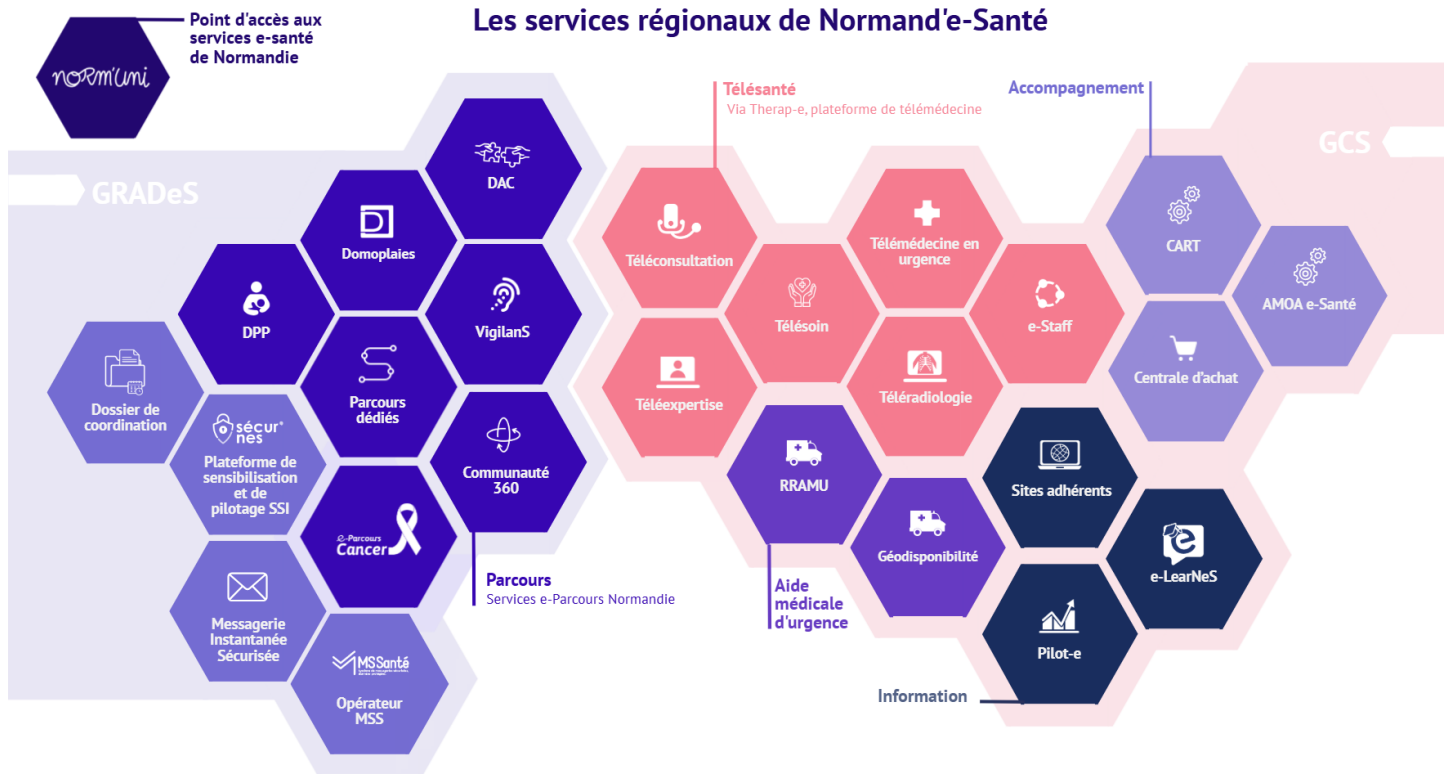 Les services régionaux de Normand'e-Santé
Point d'accès aux
services e-santé
de Normandie
norm'uni
GRADeS
DAC
Domoplaies
DPP
VigilanS
Parcours
dédiés
Dossier de
coordination
sécur*
nes
Plateforme de
sensibilisation
et de
pilotage SSI
Communauté
360
e-Parcours
Cancer
Messagerie
Instantanée
Sécurisée
MSSanté
Opérateur
MSS
Parcours
Services e-Parcours Normandie
Télésanté
Via Therap-e, plateforme de télémédecine
Téléconsultation
Télémédecine en
urgence
Télésoin
e-Staff
Téléexpertise
Téléradiologie
RRAMU
Géodisponibilité
Aide
médicale
d'urgence
Accompagnement
GCS
CART
AMOA e-Santé
Centrale d'achat
Sites adhérents
e-LearNeS
Pilot-e
Information